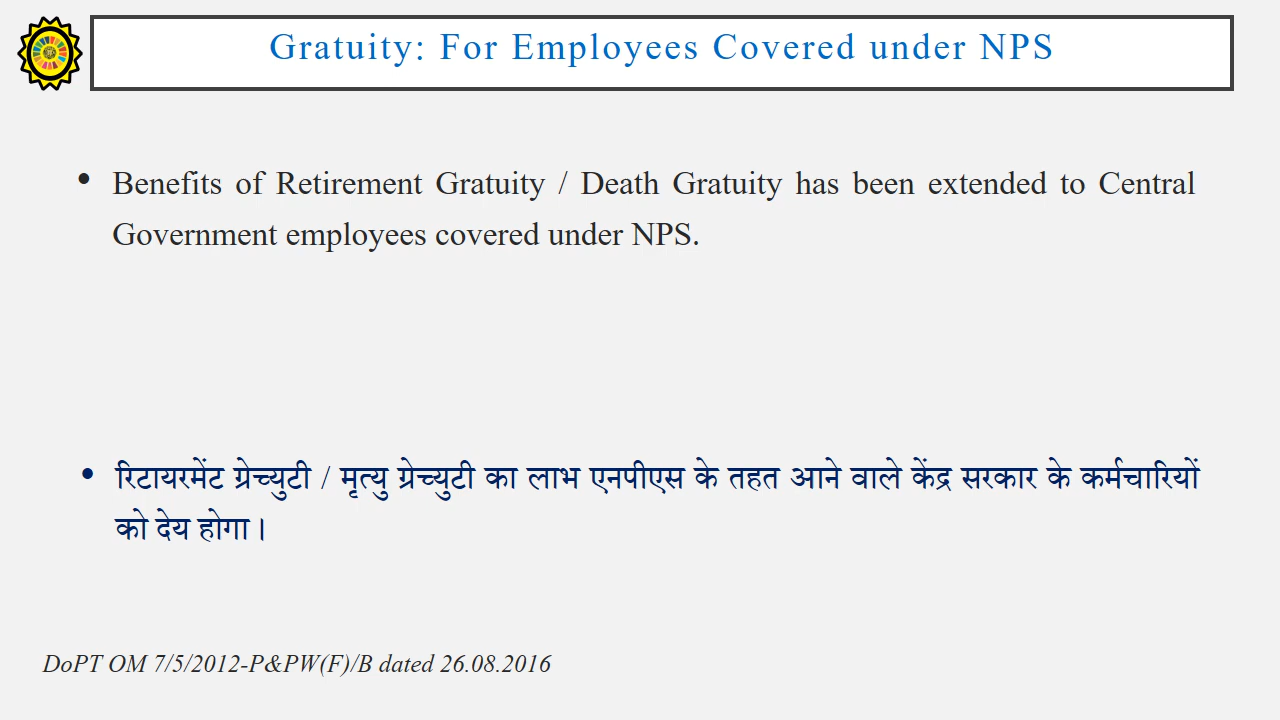 Gratuity: For Employees Covered under NPS
• Benefits of Retirement Gratuity / Death Gratuity has been extended to Central
Government employees covered under NPS.
• रिटायरमेंट ग्रेच्युटी / मृत्यु ग्रेच्युटी का लाभ एनपीएस के तहत आने वाले केंद्र सरकार के कर्मचारियों
को देय होगा।
DoPT OM 7/5/2012-P&PW(F)/B dated 26.08.2016